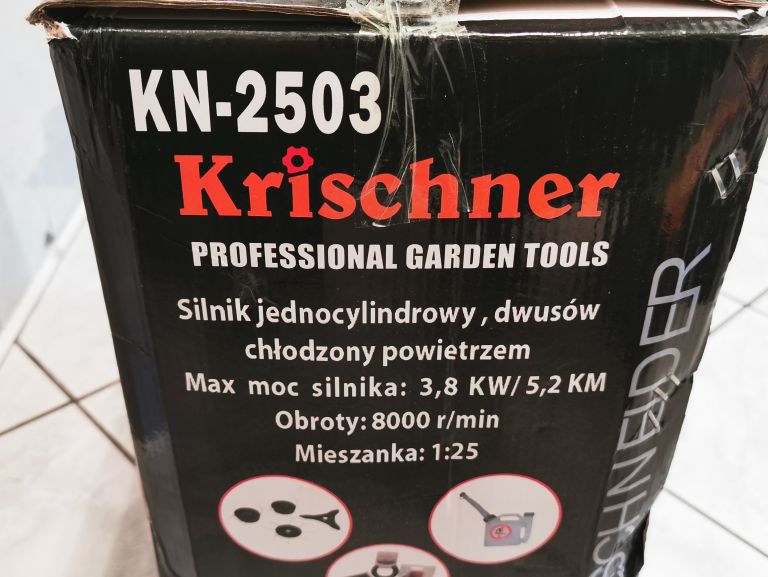 KN-2503
Krischner
PROFESSIONAL GARDEN TOOLS
Silnik jednocylindrowy , dwusów
chłodzony powietrzem
Max moc silnika: 3,8 KW/ 5,2 KM
Obroty: 8000 r/min
Mieszanka: 1:25